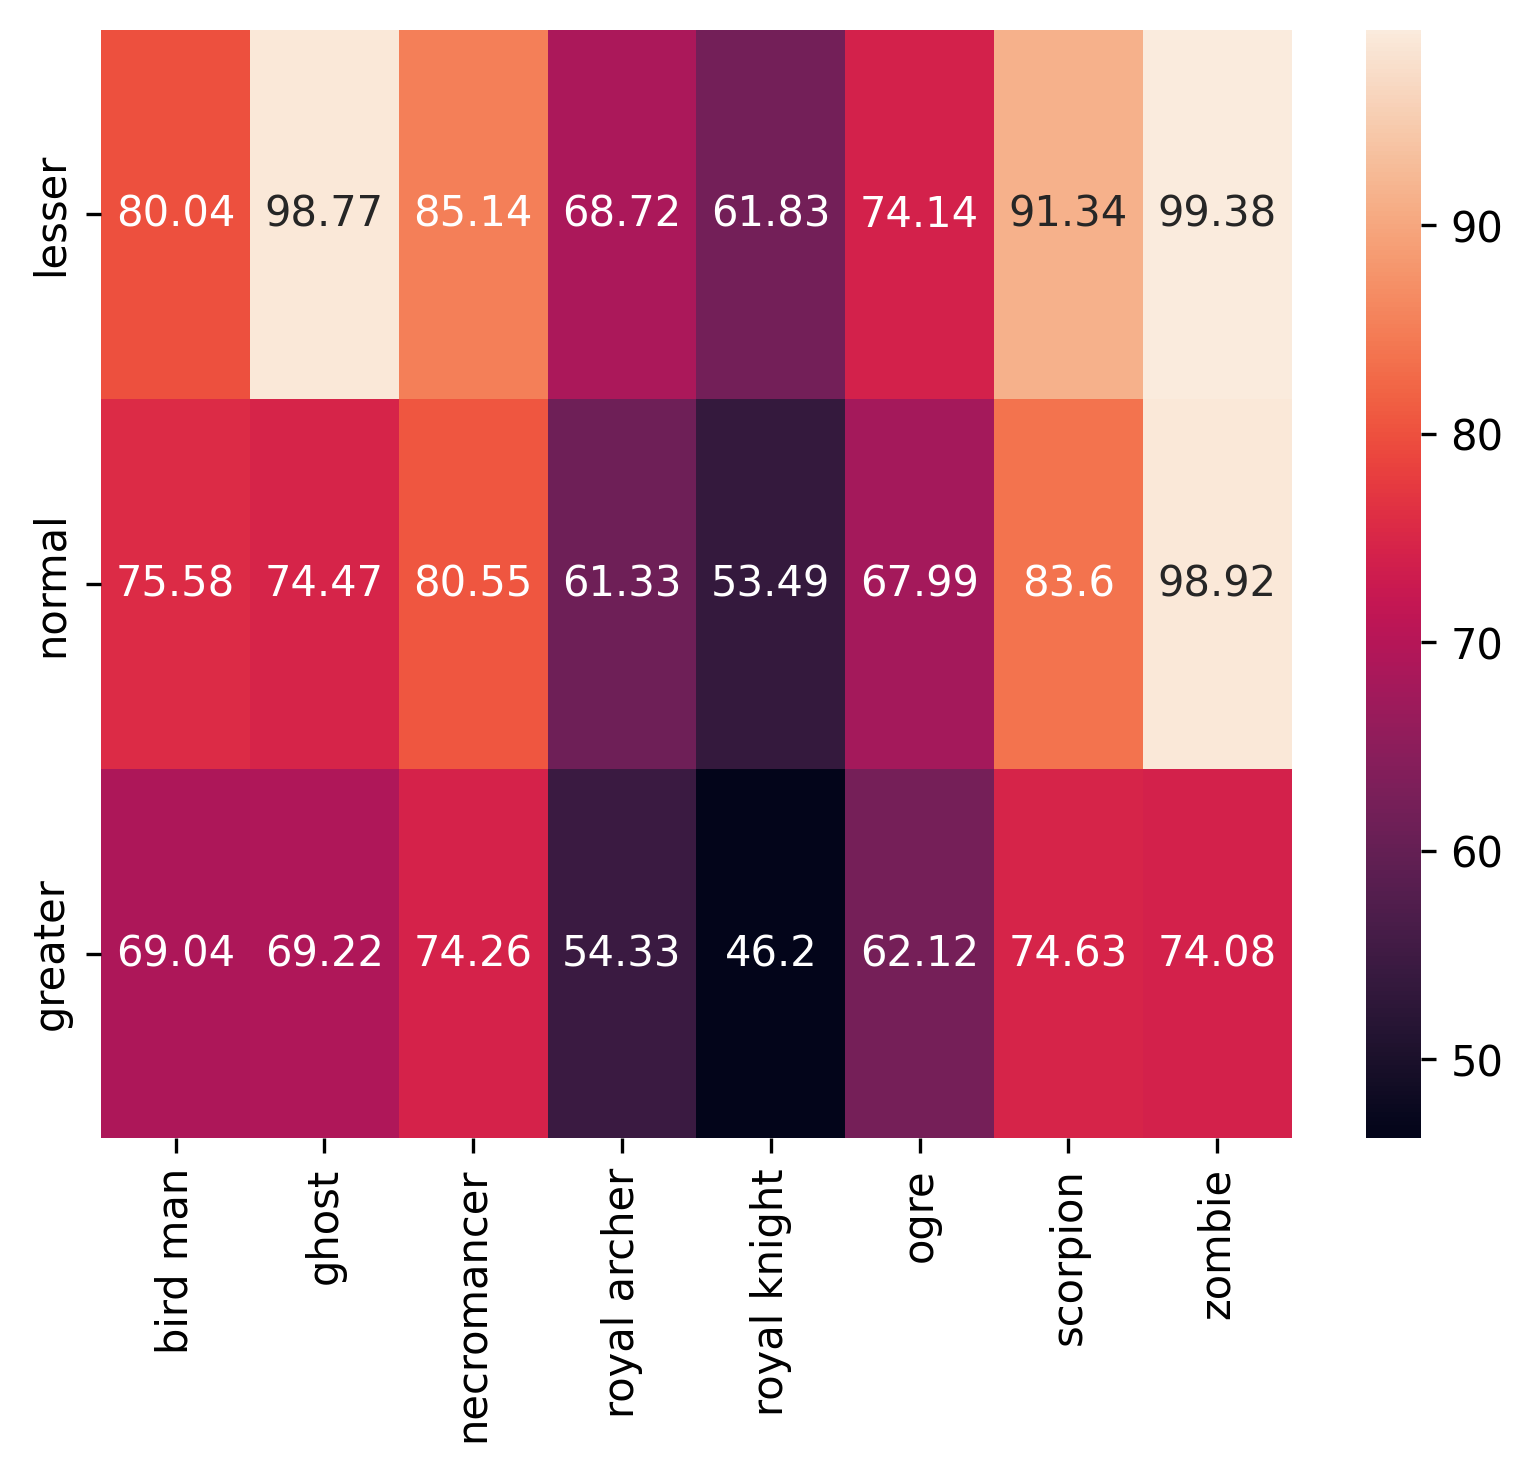 lesser
80.04 98.77 85.14 68.72 61.83 74.14 91.34 99.38
normal
75.58 74.47 80.55 61.33 53.49 67.99 83.6 98.92
greater
69.04 69.22 74.26 54.33 46.2 62.12 74.63 74.08
bird man
ghost
necromancer
royal archer
royal knight
ogre
scorpion
zombie
90
80
70
60
50